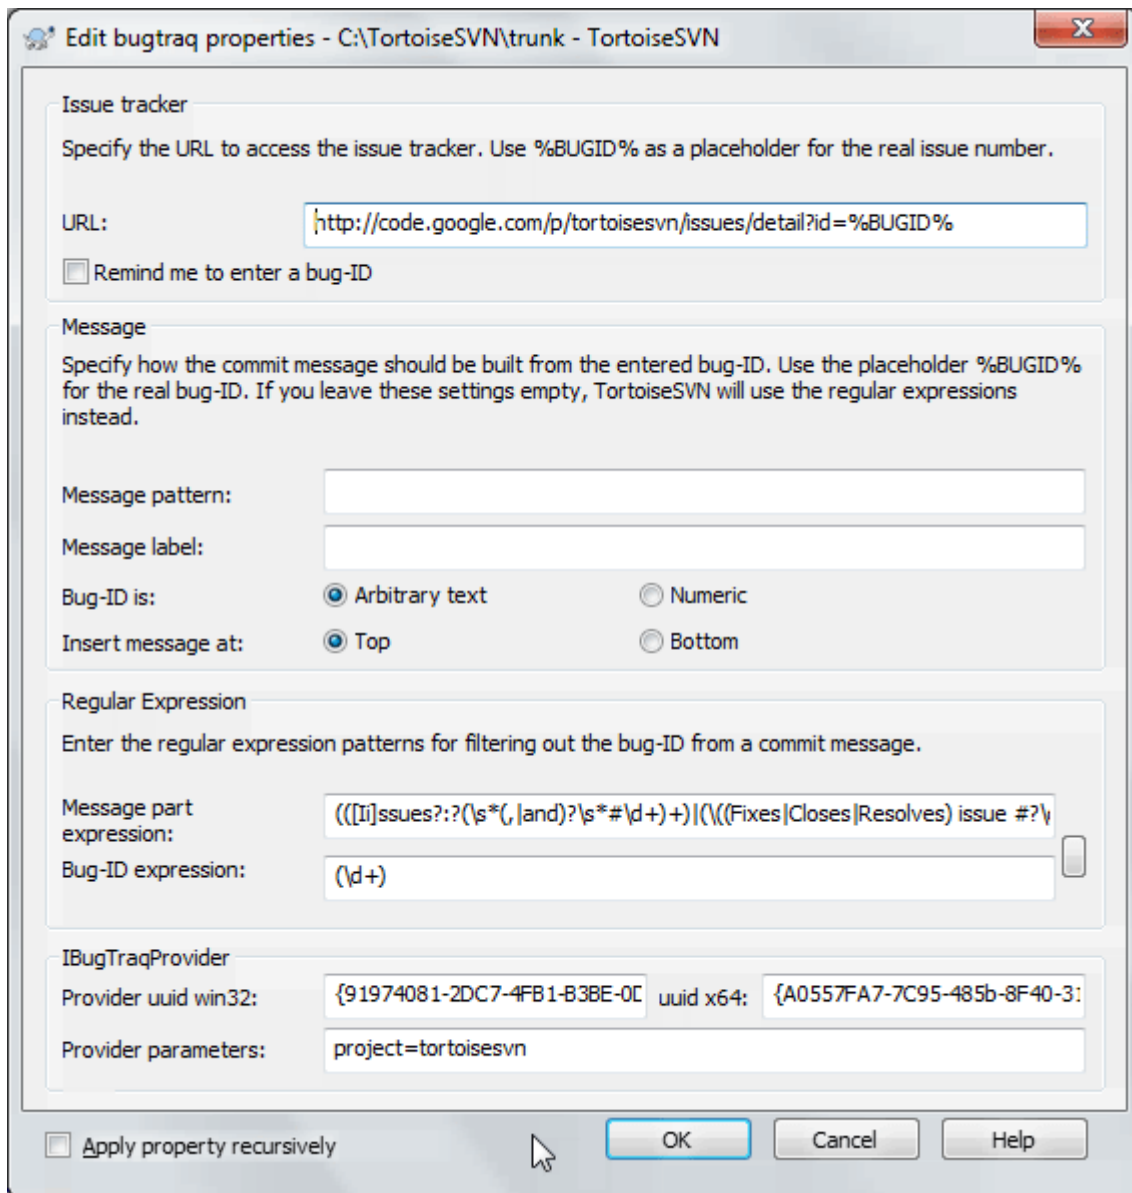 Edit bugtraq properties - C:\TortoiseSVN\trunk - TortoiseSVN
Issue tracker
Specify the URL to access the issue tracker. Use %BUGID% as a placeholder for the real issue number.
URL: http://code.google.com/p/tortoisesvn/issues/detail?id=%BUGID%
Remind me to enter a bug-ID
Message
Specify how the commit message should be built from the entered bug-ID. Use the placeholder %BUGID%
for the real bug-ID. If you leave these settings empty, TortoiseSVN will use the regular expressions
instead.
Message pattern:
Message label:
Bug-ID is: Arbitrary text Numeric
Insert message at: Top Bottom
Regular Expression
Enter the regular expression patterns for filtering out the bug-ID from a commit message.
Message part
expression: (([Ii]ssues?:?(\s*(,|and)?\s*#\d+)+)|(\((Fixes|Closes|Resolves) issue #?\
Bug-ID expression: (\d+)
IBugTraqProvider
Provider uuid win32: {91974081-2DC7-4FB1-B3BE-0D uuid x64: {A0557FA7-7C95-485b-8F40-31
Provider parameters: project=tortoisesvn
Apply property recursively OK Cancel Help